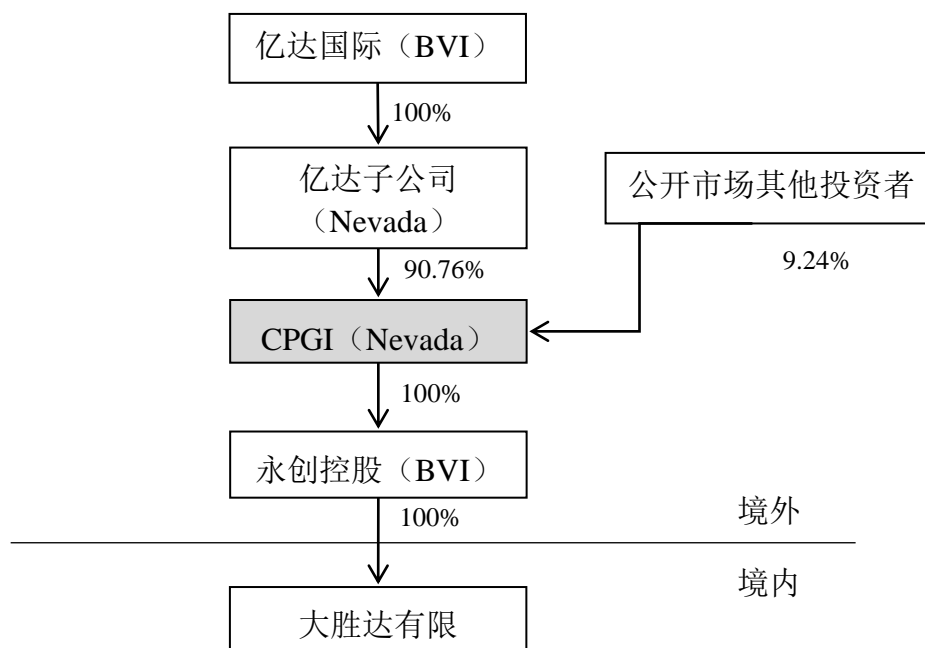 亿达国际（BVI）
100%
亿达子公司
（Nevada）
公开市场其他投资者
90.76%
9.24%
CPGI（Nevada）
100%
永创控股（BVI）
100%
境外
境内
大胜达有限